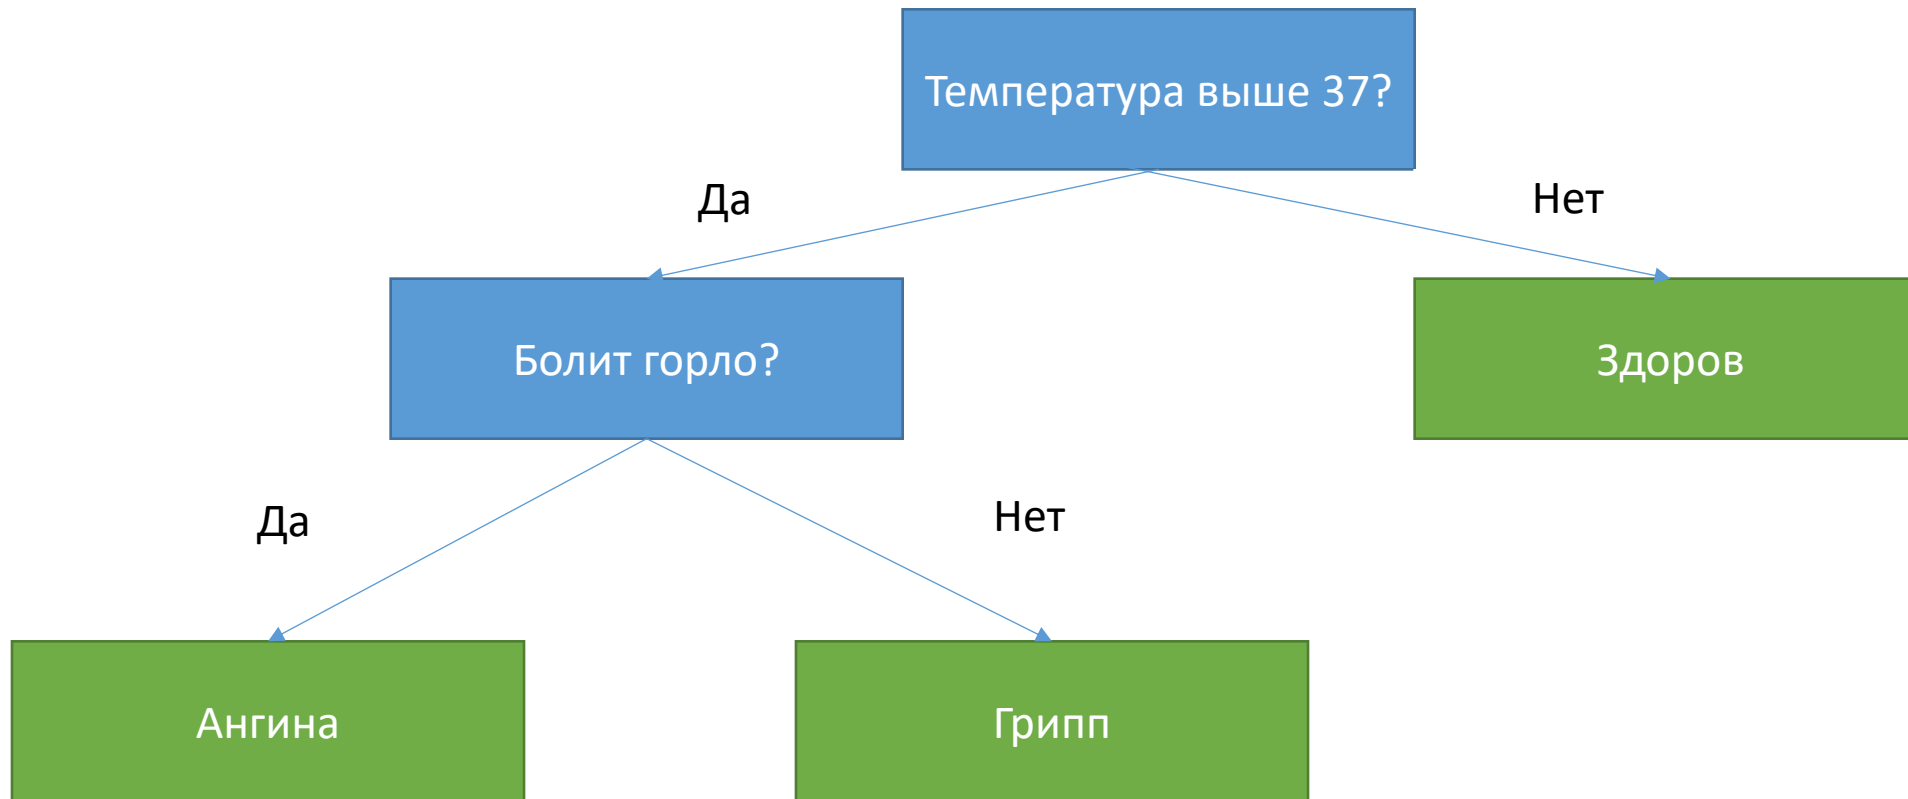 Температура выше 37?
Да
Нет
Болит горло?
Здоров
Да
Нет
Ангина
Грипп